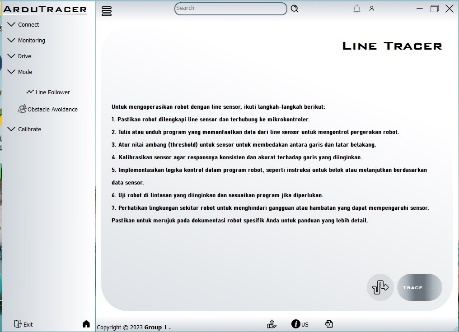 ARDUTRACER
Search
Connect
Monitoring
Drive
Mode
Line Follower
Obstacle Avoidance
Calibrate
Exit
LINE TRACER
Untuk mengoperasikan robot dengan line sensor, ikuti langkah-langkah berikut:
1. Pastikan robot dilengkapi line sensor dan terhubung ke mikrokontroler.
2. Tulis atau unduh program yang memanfaatkan data dari line sensor untuk mengontrol pergerakan robot.
3. Atur nilai ambang (threshold) untuk sensor untuk membedakan antara garis dan latar belakang.
4. Kalibrasikan sensor agar responsnya konsisten dan akurat terhadap garis yang diinginkan
5. Implementasikan logika kontrol dalam program robot, seperti instruksi untuk belok atau melanjutkan berdasarkan
data sensor.
6. Uji robot di lintasan yang diinginkan dan sesuaikan program jika diperlukan.
7. Perhatikan lingkungan sekitar robot untuk menghindari gangguan atau hambatan yang dapat mempengaruhi sensor.
Pastikan untuk merujuk pada dokumentasi robot spesifik Anda untuk panduan yang lebih detail.
TRACE
Copyright © 2023 Group 1 .
US